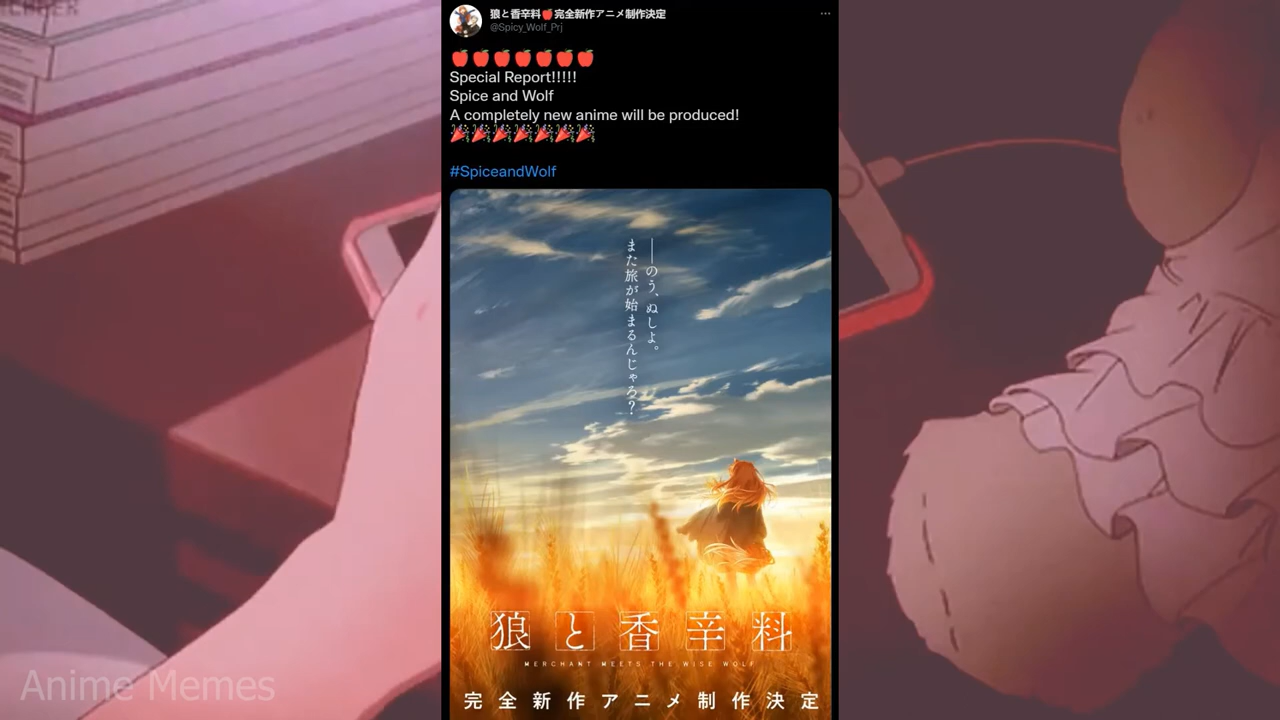 狼と香辛料🍎完全新作アニメ制作決定
@Spicy_Wolf_Prj
🍎🍎🍎🍎🍎🍎🍎
Special Report!!!!!
Spice and Wolf
A completely new anime will be produced!
🎉🎉🎉🎉🎉🎉🎉
#SpiceandWolf
──のう、ぬしよ。
また旅が始まるんじゃろ?
狼と香辛料
MERCHANT MEETS THE WISE WOLF
完全新作アニメ制作決定
Anime Memes